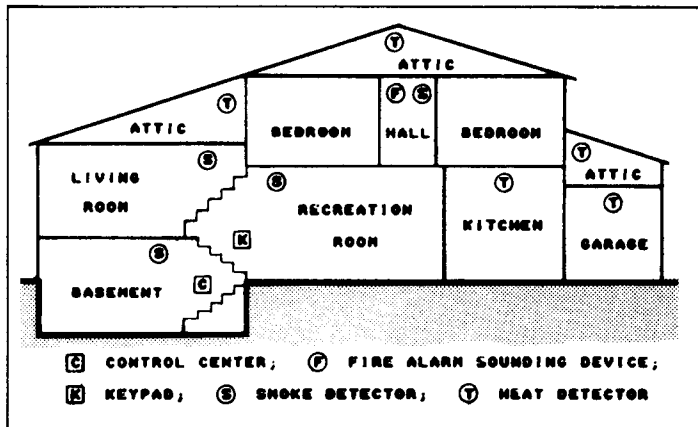 T
ATTIC
T
F S
ATTIC
BEDROOM
HALL
BEDROOM
S
T
LIVING
ROOM
S
T
ATTIC
RECREATION
ROOM
KITCHEN
T
GARAGE
K
S
BASEMENT
C
C CONTROL CENTER; F FIRE ALARM SOUNDING DEVICE;
K KEYPAD; S SMOKE DETECTOR; T HEAT DETECTOR